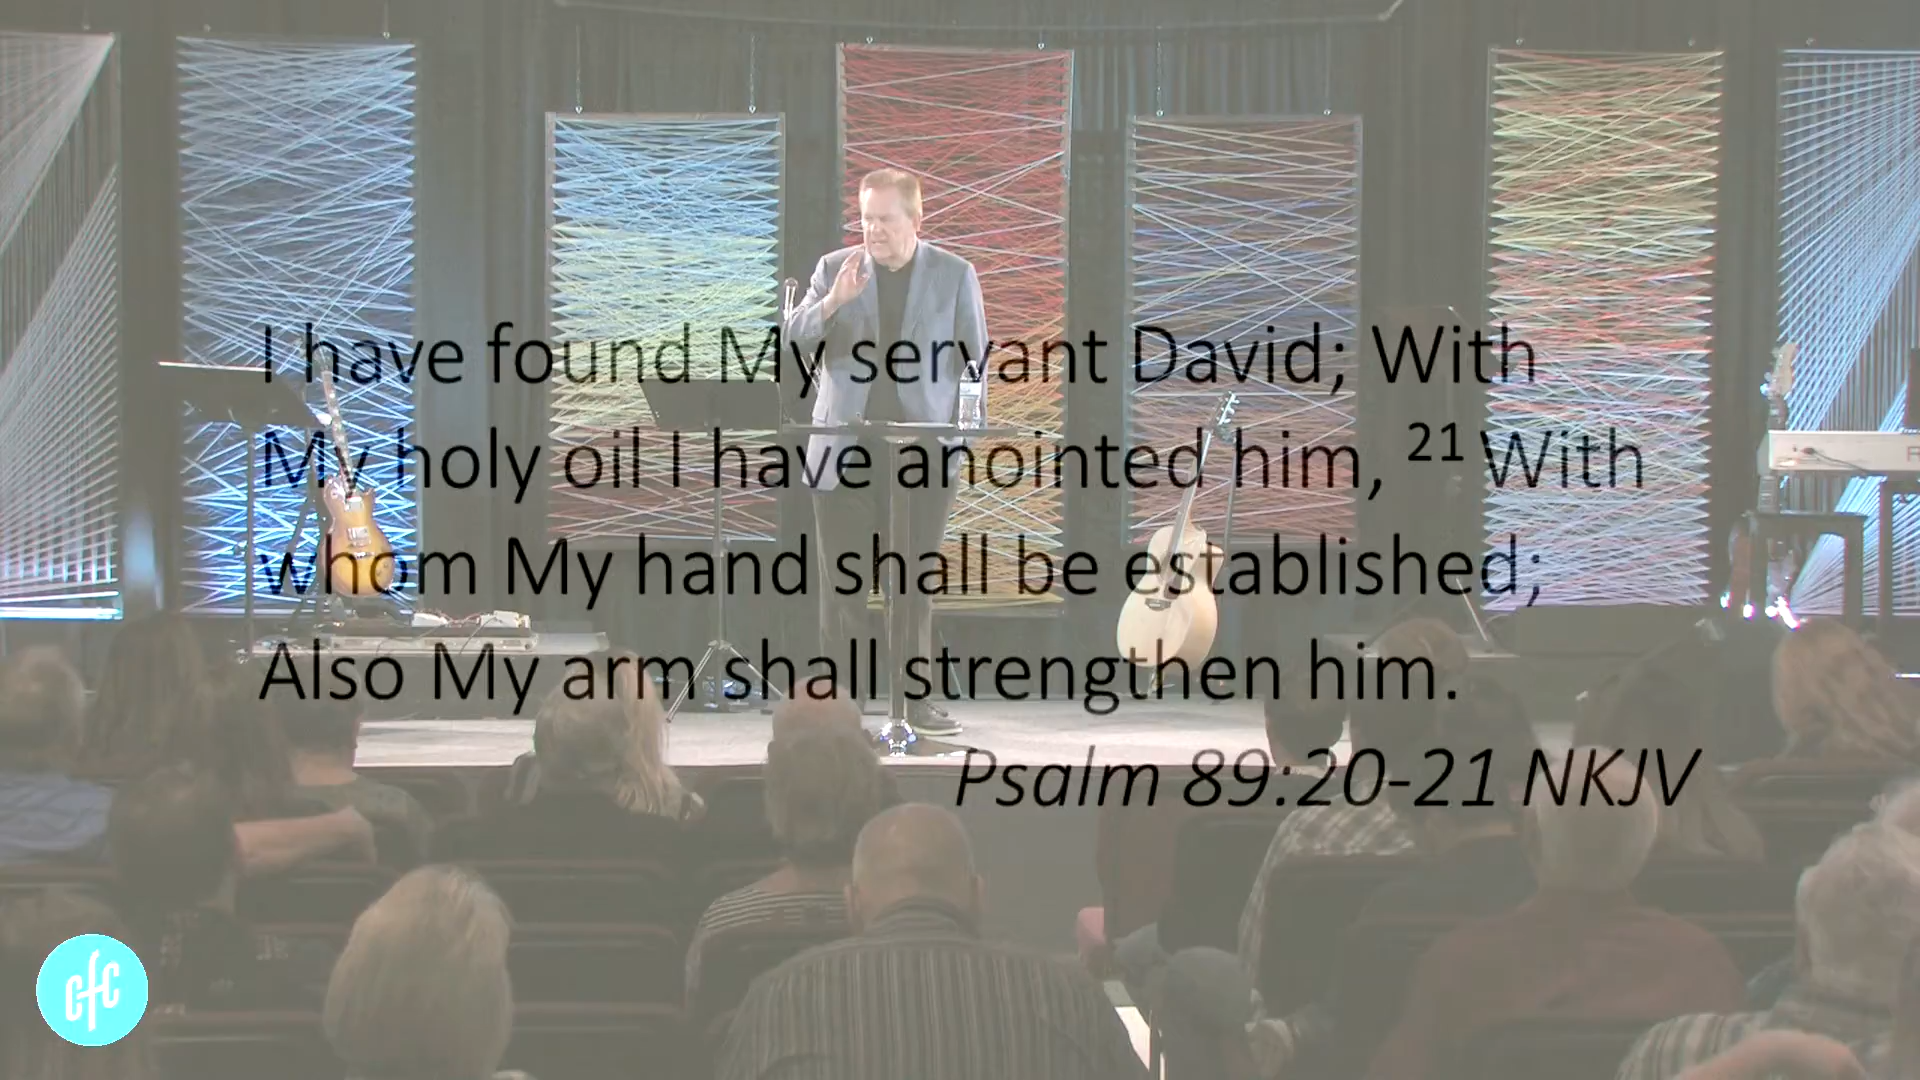 I have found My servant David; With
My holy oil I have anointed him, 21 With
whom My hand shall be established;
Also My arm shall strengthen him.
Psalm 89:20-21 NKJV
cfc